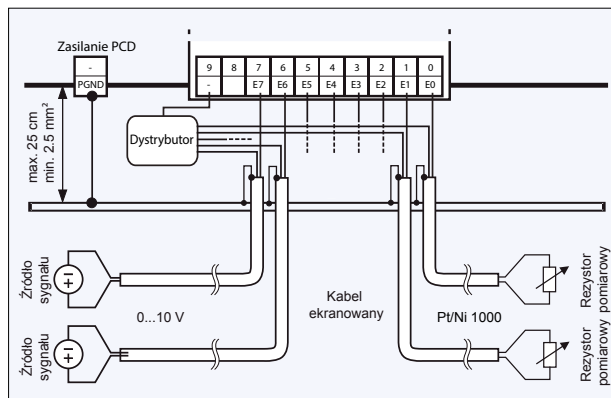 Zasilanie PCD
-
PGND
9 8 7 6 5 4 3 2 1 0
- E7 E6 E5 E4 E3 E2 E1 E0
max. 25 cm
min. 2.5 mm²
Dystrybutor
Źródło
sygnału
0...10 V
Kabel
ekranowany
Pt/Ni 1000
Rezystor
pomiarowy
Źródło
sygnału
Rezystor
pomiarowy